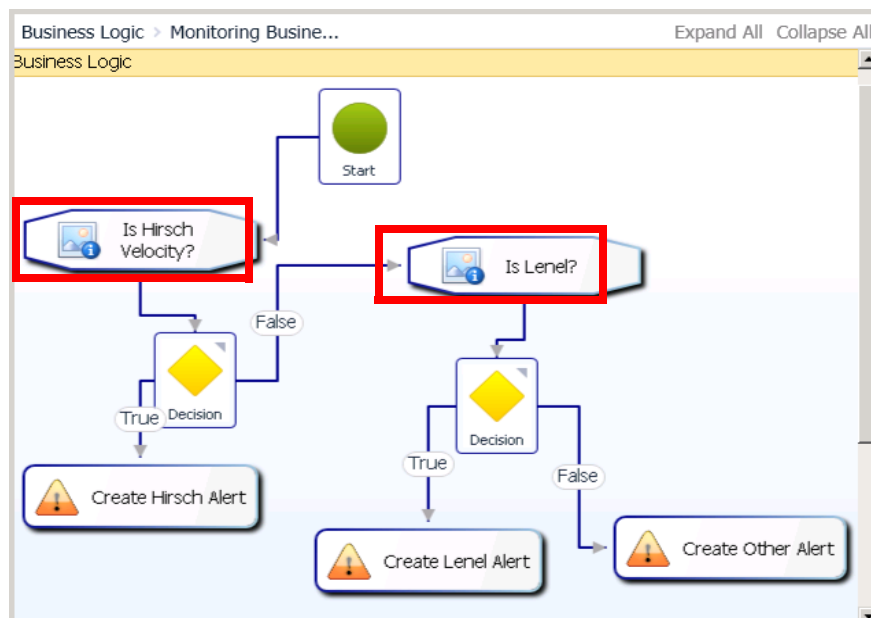 Business Logic > Monitoring Busine...
Expand All Collapse All
Business Logic
Start
Is Hirsch
Velocity?
Is Lenel?
False
Decision
True
Decision
True
False
Create Hirsch Alert
Create Lenel Alert
Create Other Alert